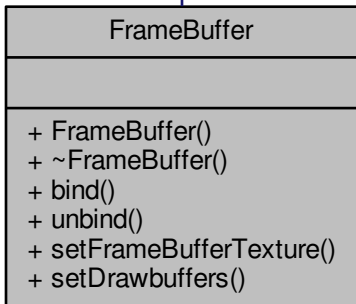 FrameBuffer
+ FrameBuffer()
+ ~FrameBuffer()
+ bind()
+ unbind()
+ setFrameBufferTexture()
+ setDrawbuffers()